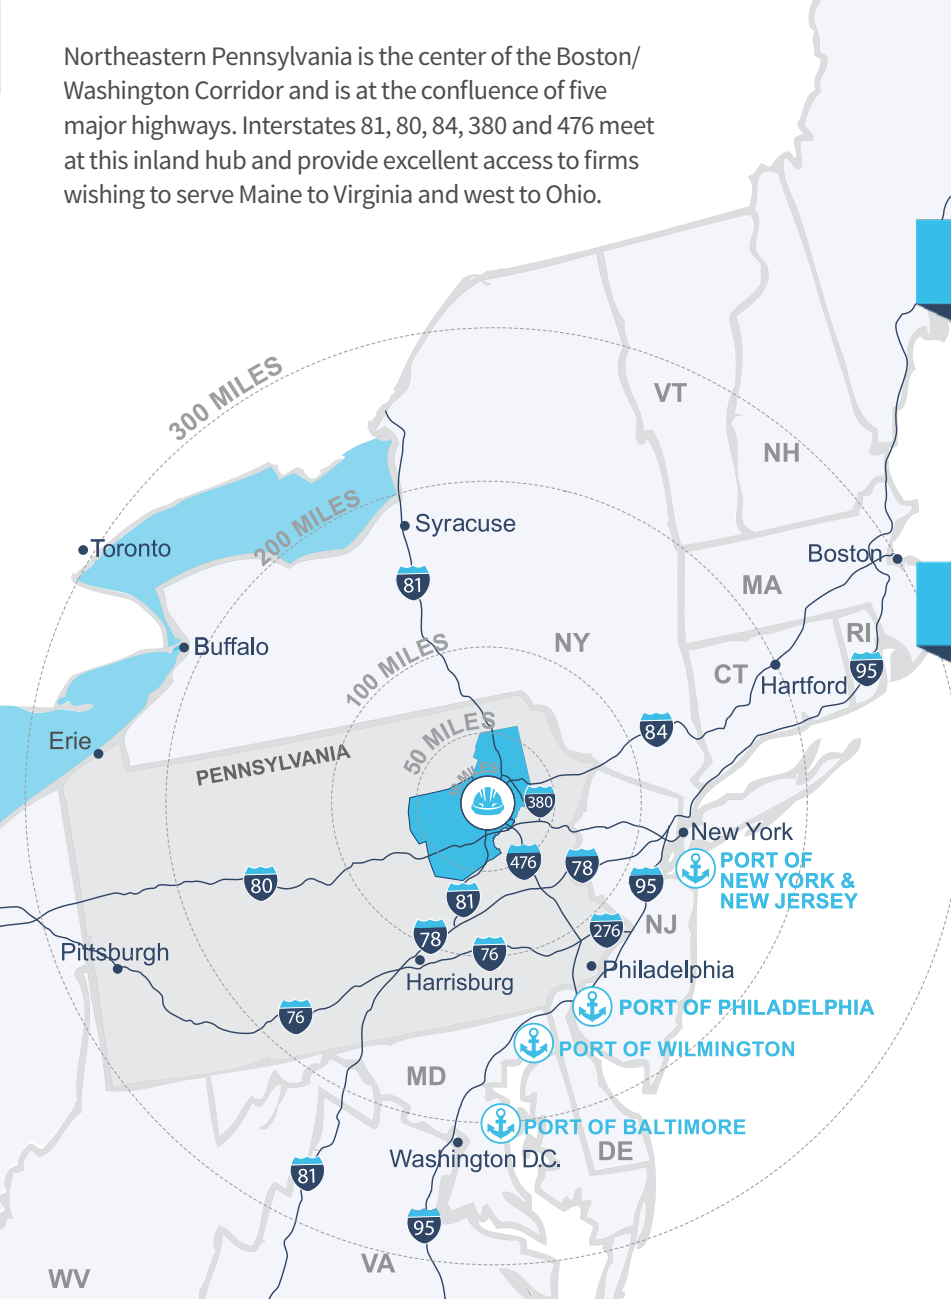 Northeastern Pennsylvania is the center of the Boston/
Washington Corridor and is at the confluence of five
major highways. Interstates 81, 80, 84, 380 and 476 meet
at this inland hub and provide excellent access to firms
wishing to serve Maine to Virginia and west to Ohio.
300 MILES
VT
NH
200 MILES
Syracuse
Toronto
Boston
81
MA
RI
NY
Buffalo
100 MILES
CT
95
Hartford
84
50 MILES
Erie
PENNSYLVANIA
MILES
380
New York
476
78
PORT OF
NEW YORK &
NEW JERSEY
80
95
81
NJ
78
276
76
Pittsburgh
Harrisburg
Philadelphia
76
PORT OF PHILADELPHIA
PORT OF WILMINGTON
MD
PORT OF BALTIMORE
Washington D.C.
DE
81
95
VA
WV